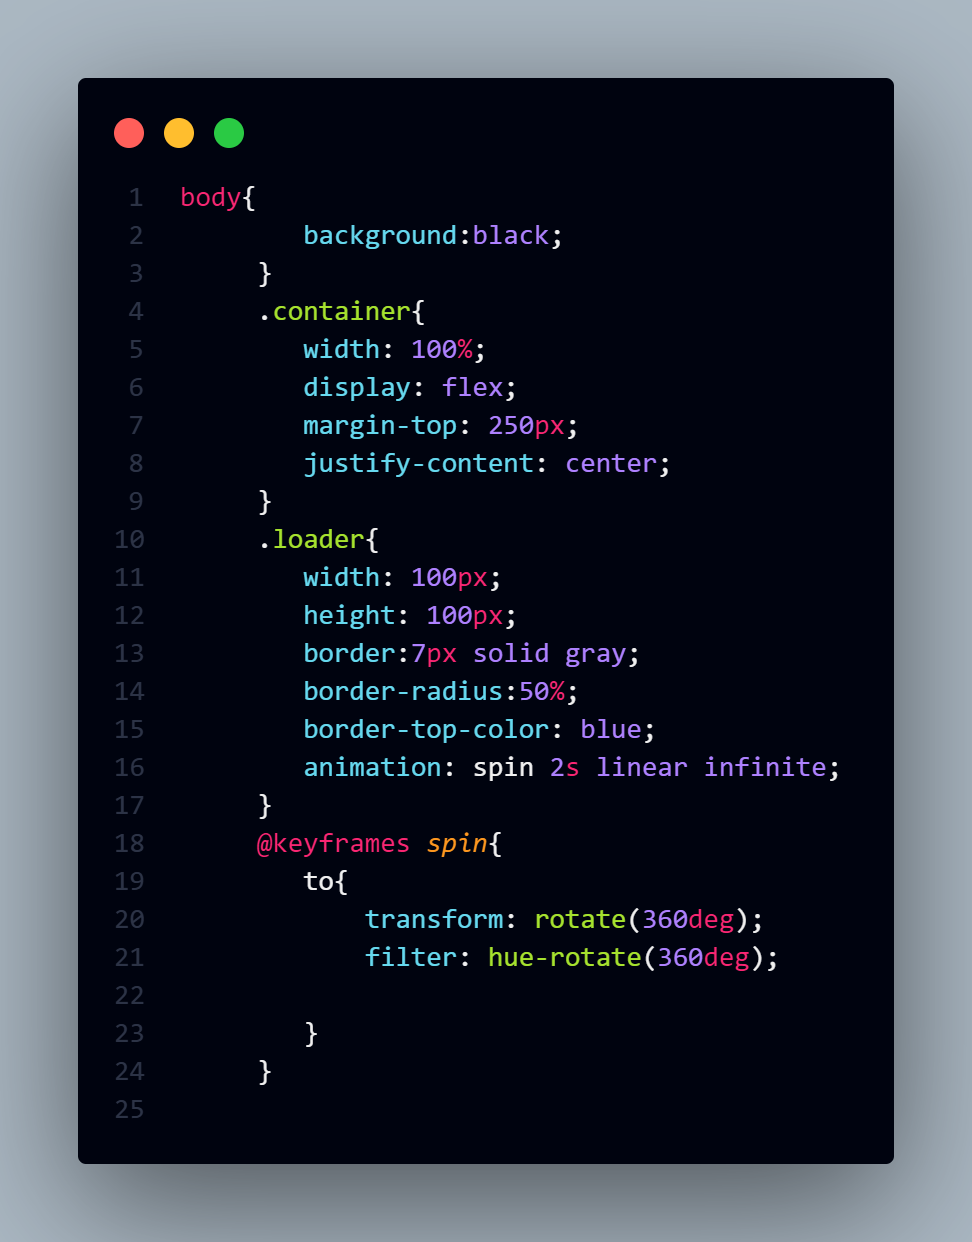 1 body{
2         background:black;
3      }
4      .container{
5         width: 100%;
6         display: flex;
7         margin-top: 250px;
8         justify-content: center;
9      }
10      .loader{
11         width: 100px;
12         height: 100px;
13         border:7px solid gray;
14         border-radius:50%;
15         border-top-color: blue;
16         animation: spin 2s linear infinite;
17      }
18      @keyframes spin{
19         to{
20             transform: rotate(360deg);
21             filter: hue-rotate(360deg);
22
23         }
24      }
25